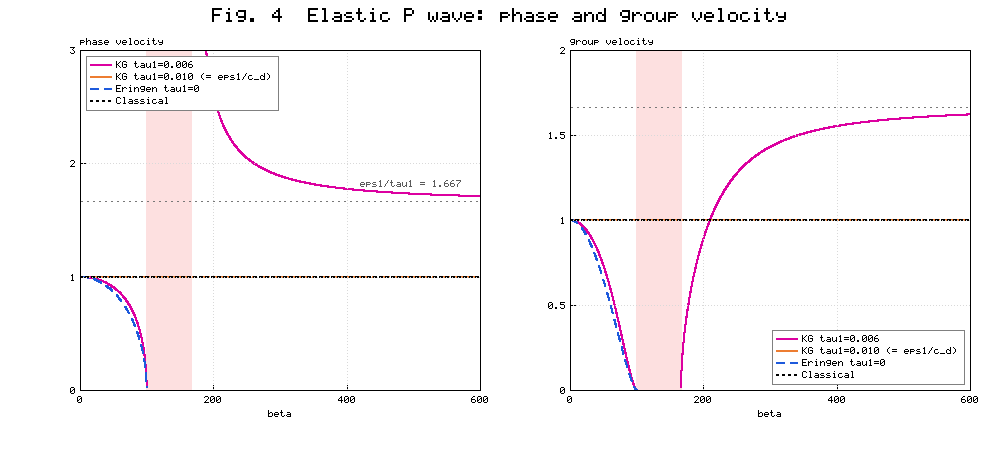 Fig. 4 Elastic P wave: phase and group velocity
phase velocity
3
2
1
0
0
200
400
600
beta
KG tau1=0.006
KG tau1=0.010 (= eps1/c_d)
Eringen tau1=0
Classical
eps1/tau1 = 1.667
group velocity
2
1.5
1
0.5
0
0
200
400
600
beta
KG tau1=0.006
KG tau1=0.010 (= eps1/c_d)
Eringen tau1=0
Classical